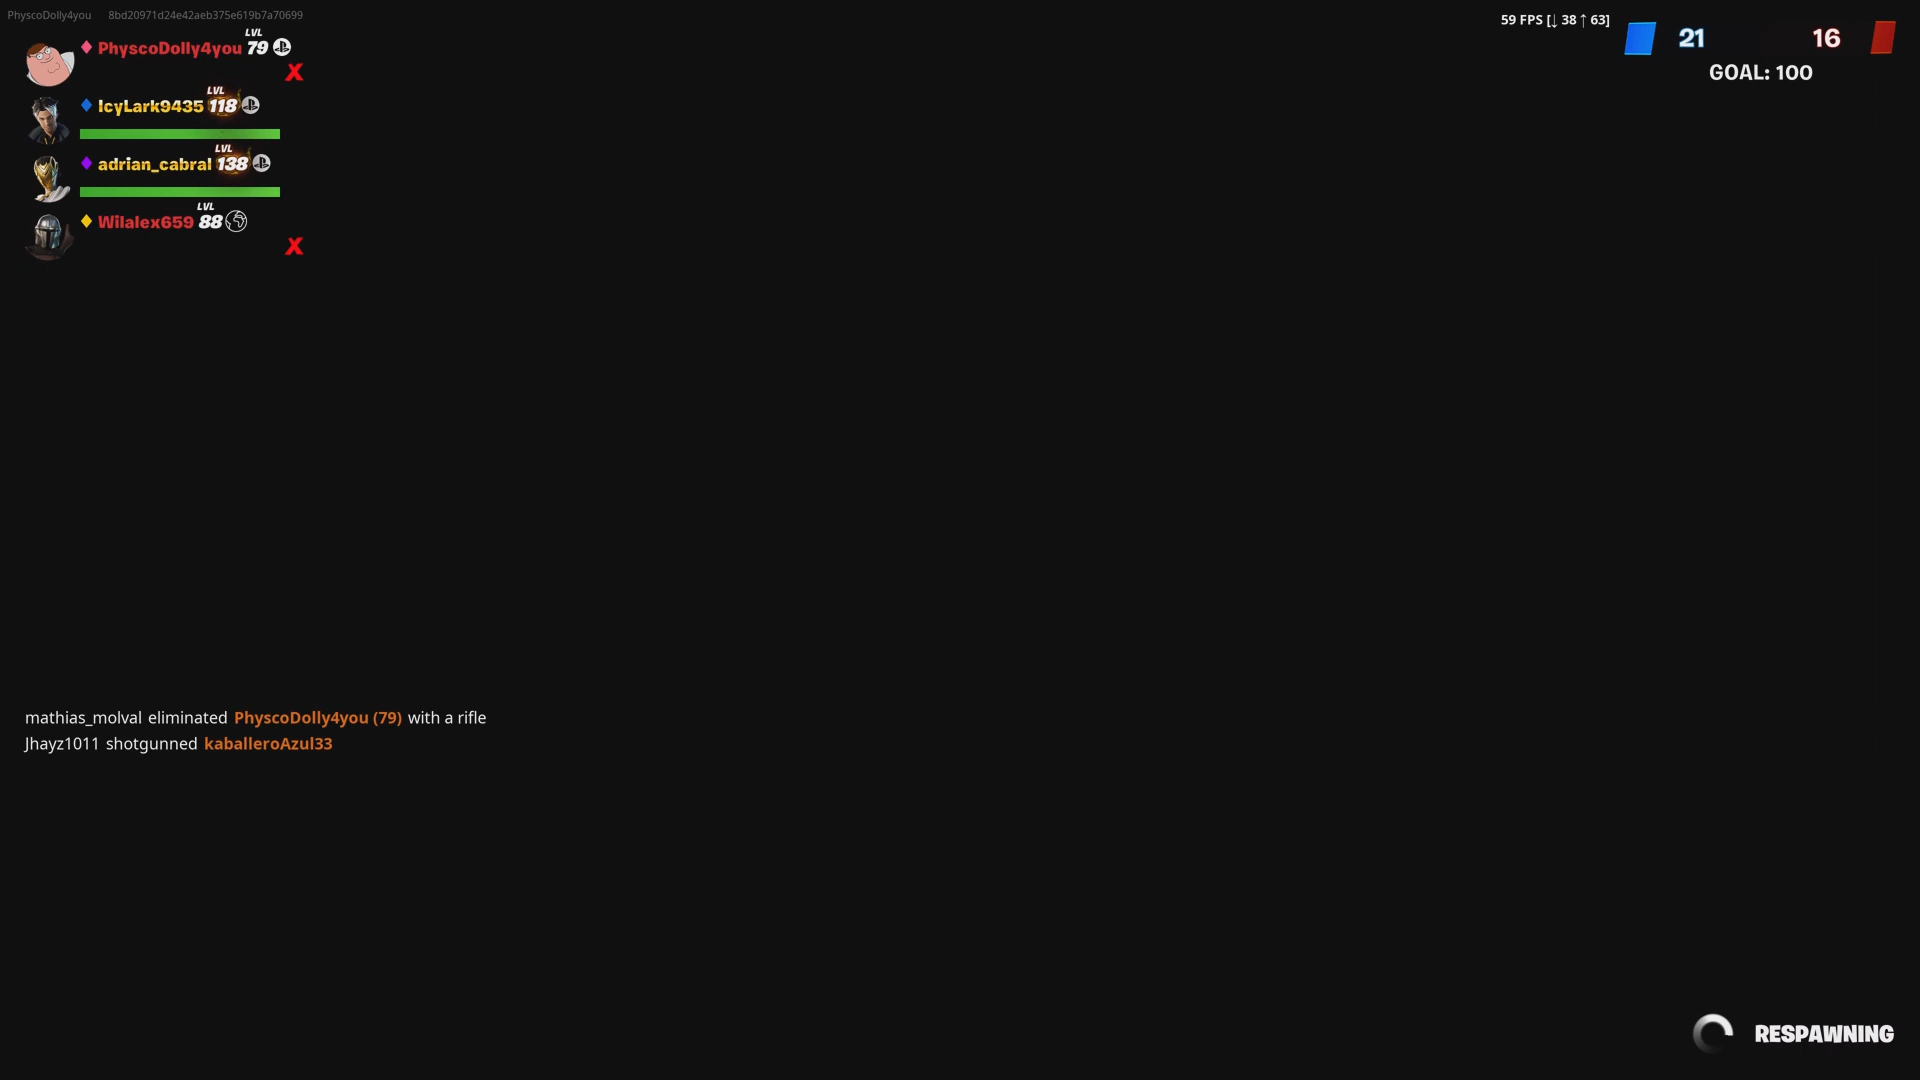 PhyscoDolly4you 8bd20971d24e42aeb375e619b7a70699
59 FPS [↓ 38 ↑ 63]
21 16
GOAL: 100
LVL
PhyscoDolly4you 79
X
LVL
IcyLark9435 118
LVL
adrian_cabral 138
LVL
Wilalex659 88
X
mathias_molval eliminated PhyscoDolly4you (79) with a rifle
Jhayz1011 shotgunned kaballeroAzul33
RESPAWNING